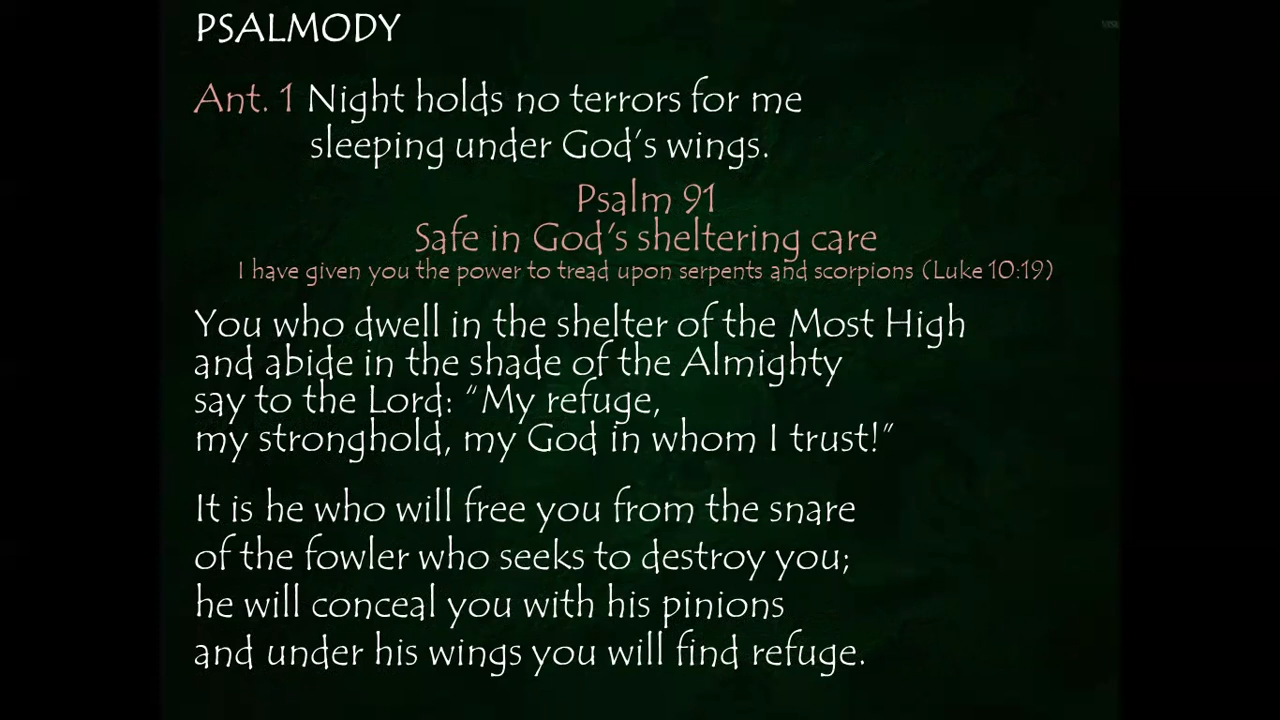 PSALMODY
Ant. 1 Night holds no terrors for me
sleeping under God's wings.
Psalm 91
Safe in God's sheltering care
I have given you the power to tread upon serpents and scorpions (Luke 10:19)
You who dwell in the shelter of the Most High
and abide in the shade of the Almighty
say to the Lord: “My refuge,
my stronghold, my God in whom I trust!”
It is he who will free you from the snare
of the fowler who seeks to destroy you;
he will conceal you with his pinions
and under his wings you will find refuge.